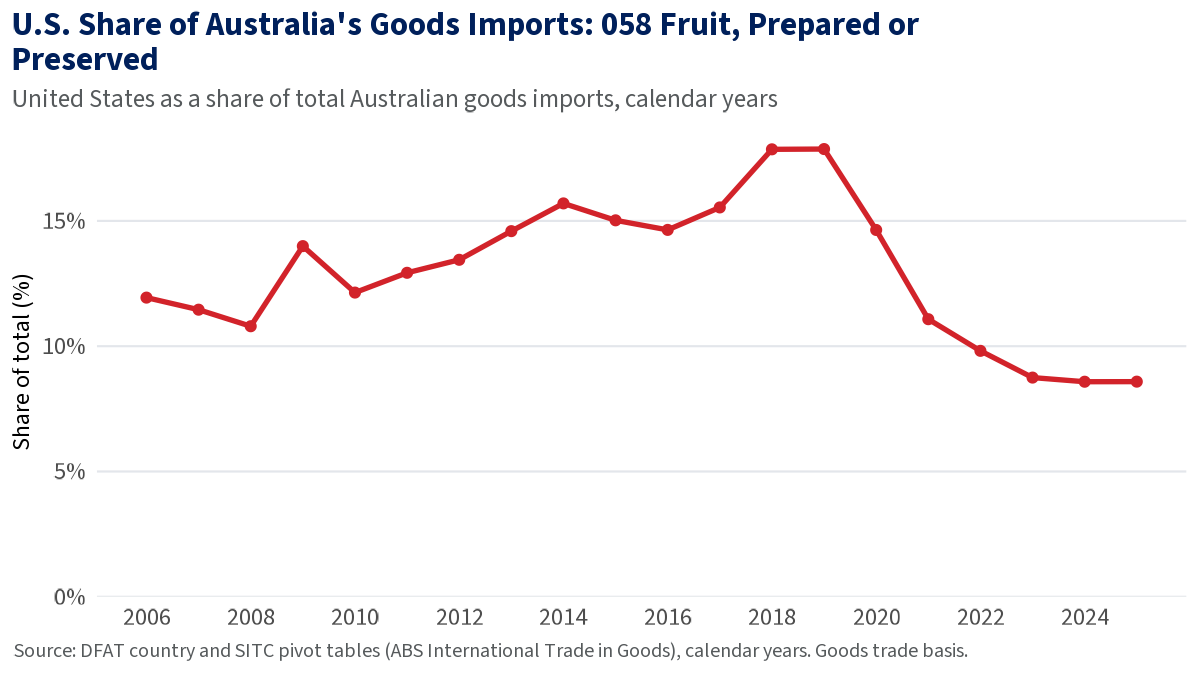 U.S. Share of Australia's Goods Imports: 058 Fruit, Prepared or
Preserved
United States as a share of total Australian goods imports, calendar years
Share of total (%)
15%
10%
5%
0%
2006 2008 2010 2012 2014 2016 2018 2020 2022 2024
Source: DFAT country and SITC pivot tables (ABS International Trade in Goods), calendar years. Goods trade basis.